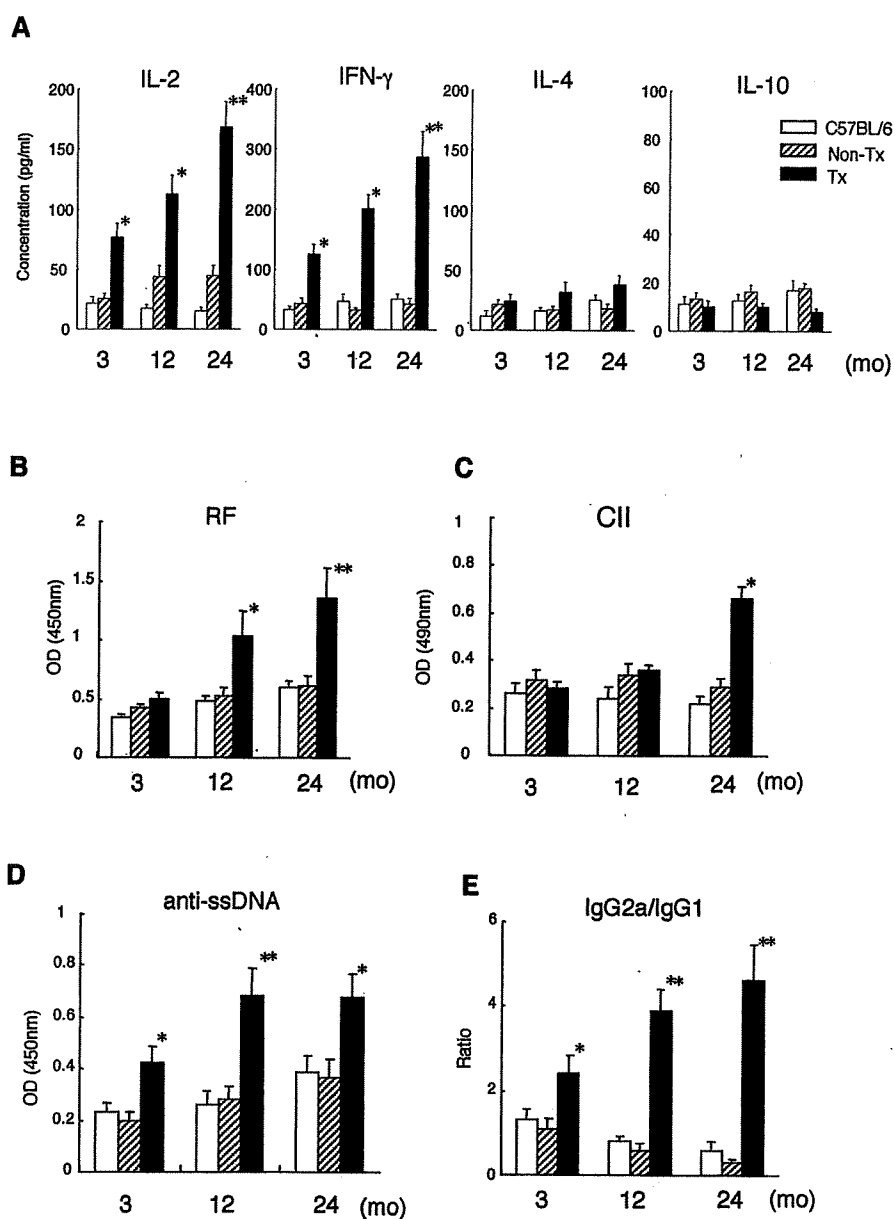 A
IL-2 IFN-γ IL-4 IL-10
Concentration (pg/ml)
200 150 100 50 0
400 300 200 100 0
200 150 100 50 0
100 80 60 40 20 0
* * **
* * **
C57BL/6
Non-Tx
Tx
3 12 24 3 12 24 3 12 24 3 12 24 (mo)
B
RF
OD (450nm)
2 1.5 1 0.5 0
* **
3 12 24 (mo)
C
CII
OD (490nm)
1 0.8 0.6 0.4 0.2 0
*
3 12 24 (mo)
D
anti-ssDNA
OD (450nm)
1 0.8 0.6 0.4 0.2 0
* ** *
3 12 24 (mo)
E
IgG2a/IgG1
Ratio
6 4 2 0
* ** **
3 12 24 (mo)